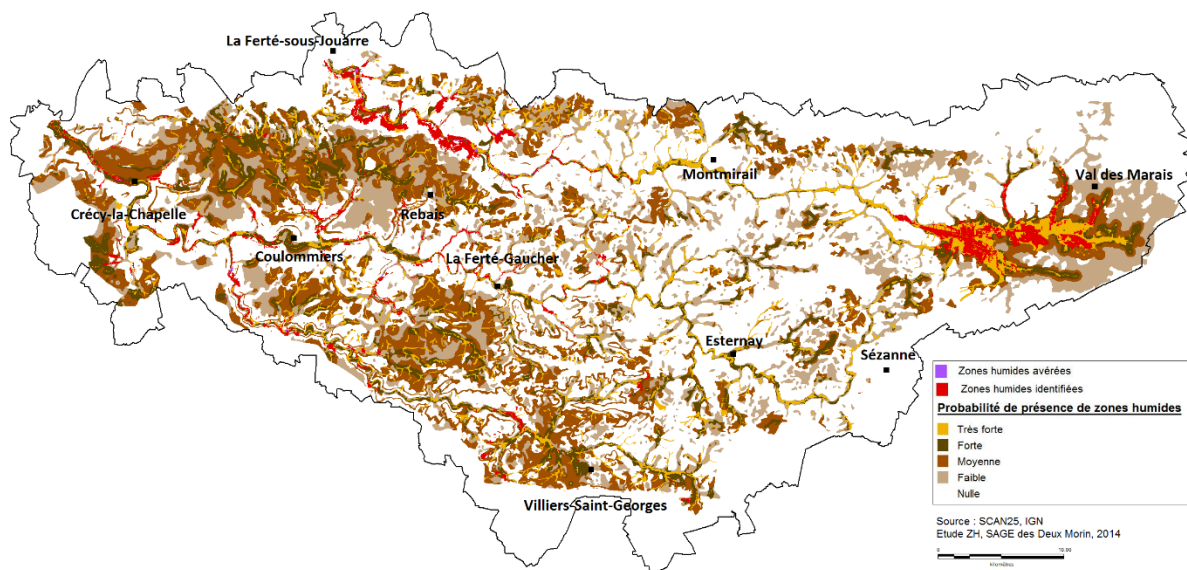 La Ferté-sous-Jouarre
Montmirail
Val des Marais
Crécy-la-Chapelle
Rebais
Coulommiers
La Ferté-Gaucher
Esternay
Sézanne
Villiers-Saint-Georges
Zones humides avérées
Zones humides identifiées
Probabilité de présence de zones humides
Très forte
Forte
Moyenne
Faible
Nulle
Source : SCAN25, IGN
Etude ZH, SAGE des Deux Morin, 2014
0
kilomètres